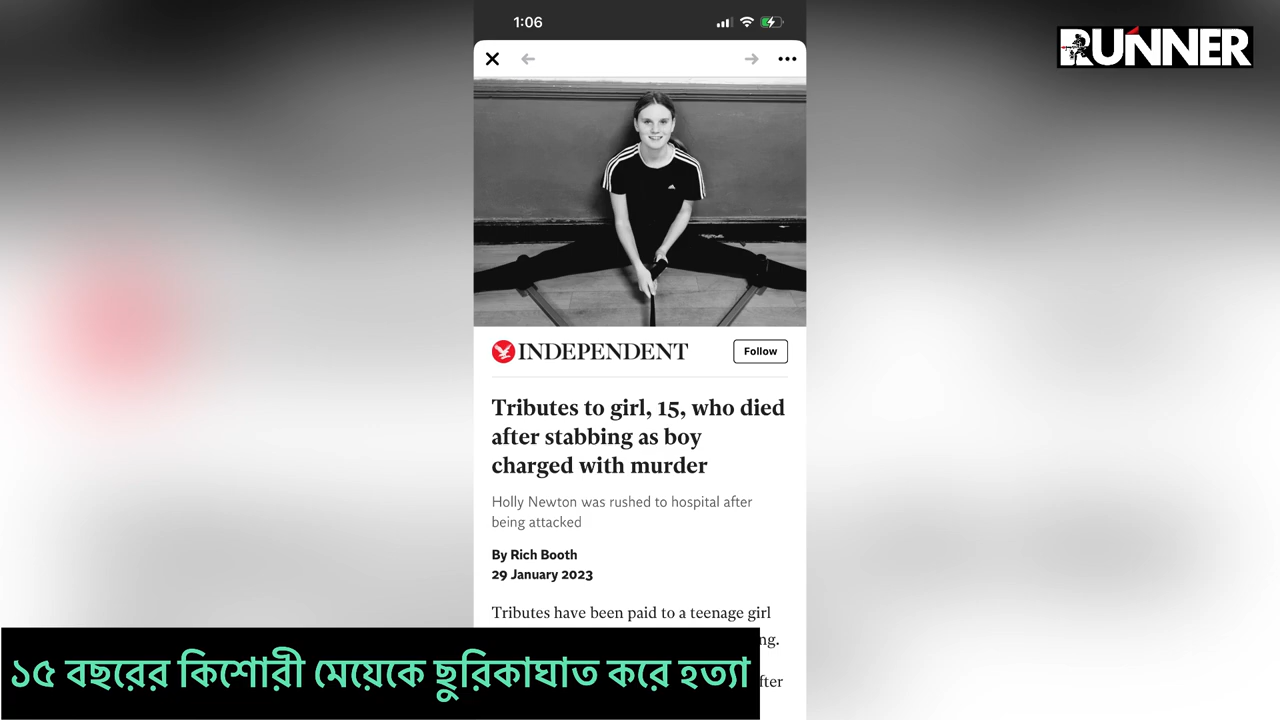 1:06
RUNNER
INDEPENDENT
Follow
Tributes to girl, 15, who died
after stabbing as boy
charged with murder
Holly Newton was rushed to hospital after
being attacked
By Rich Booth
29 January 2023
Tributes have been paid to a teenage girl
১৫ বছরের কিশোরী মেয়েকে ছুরিকাঘাত করে হত্যা